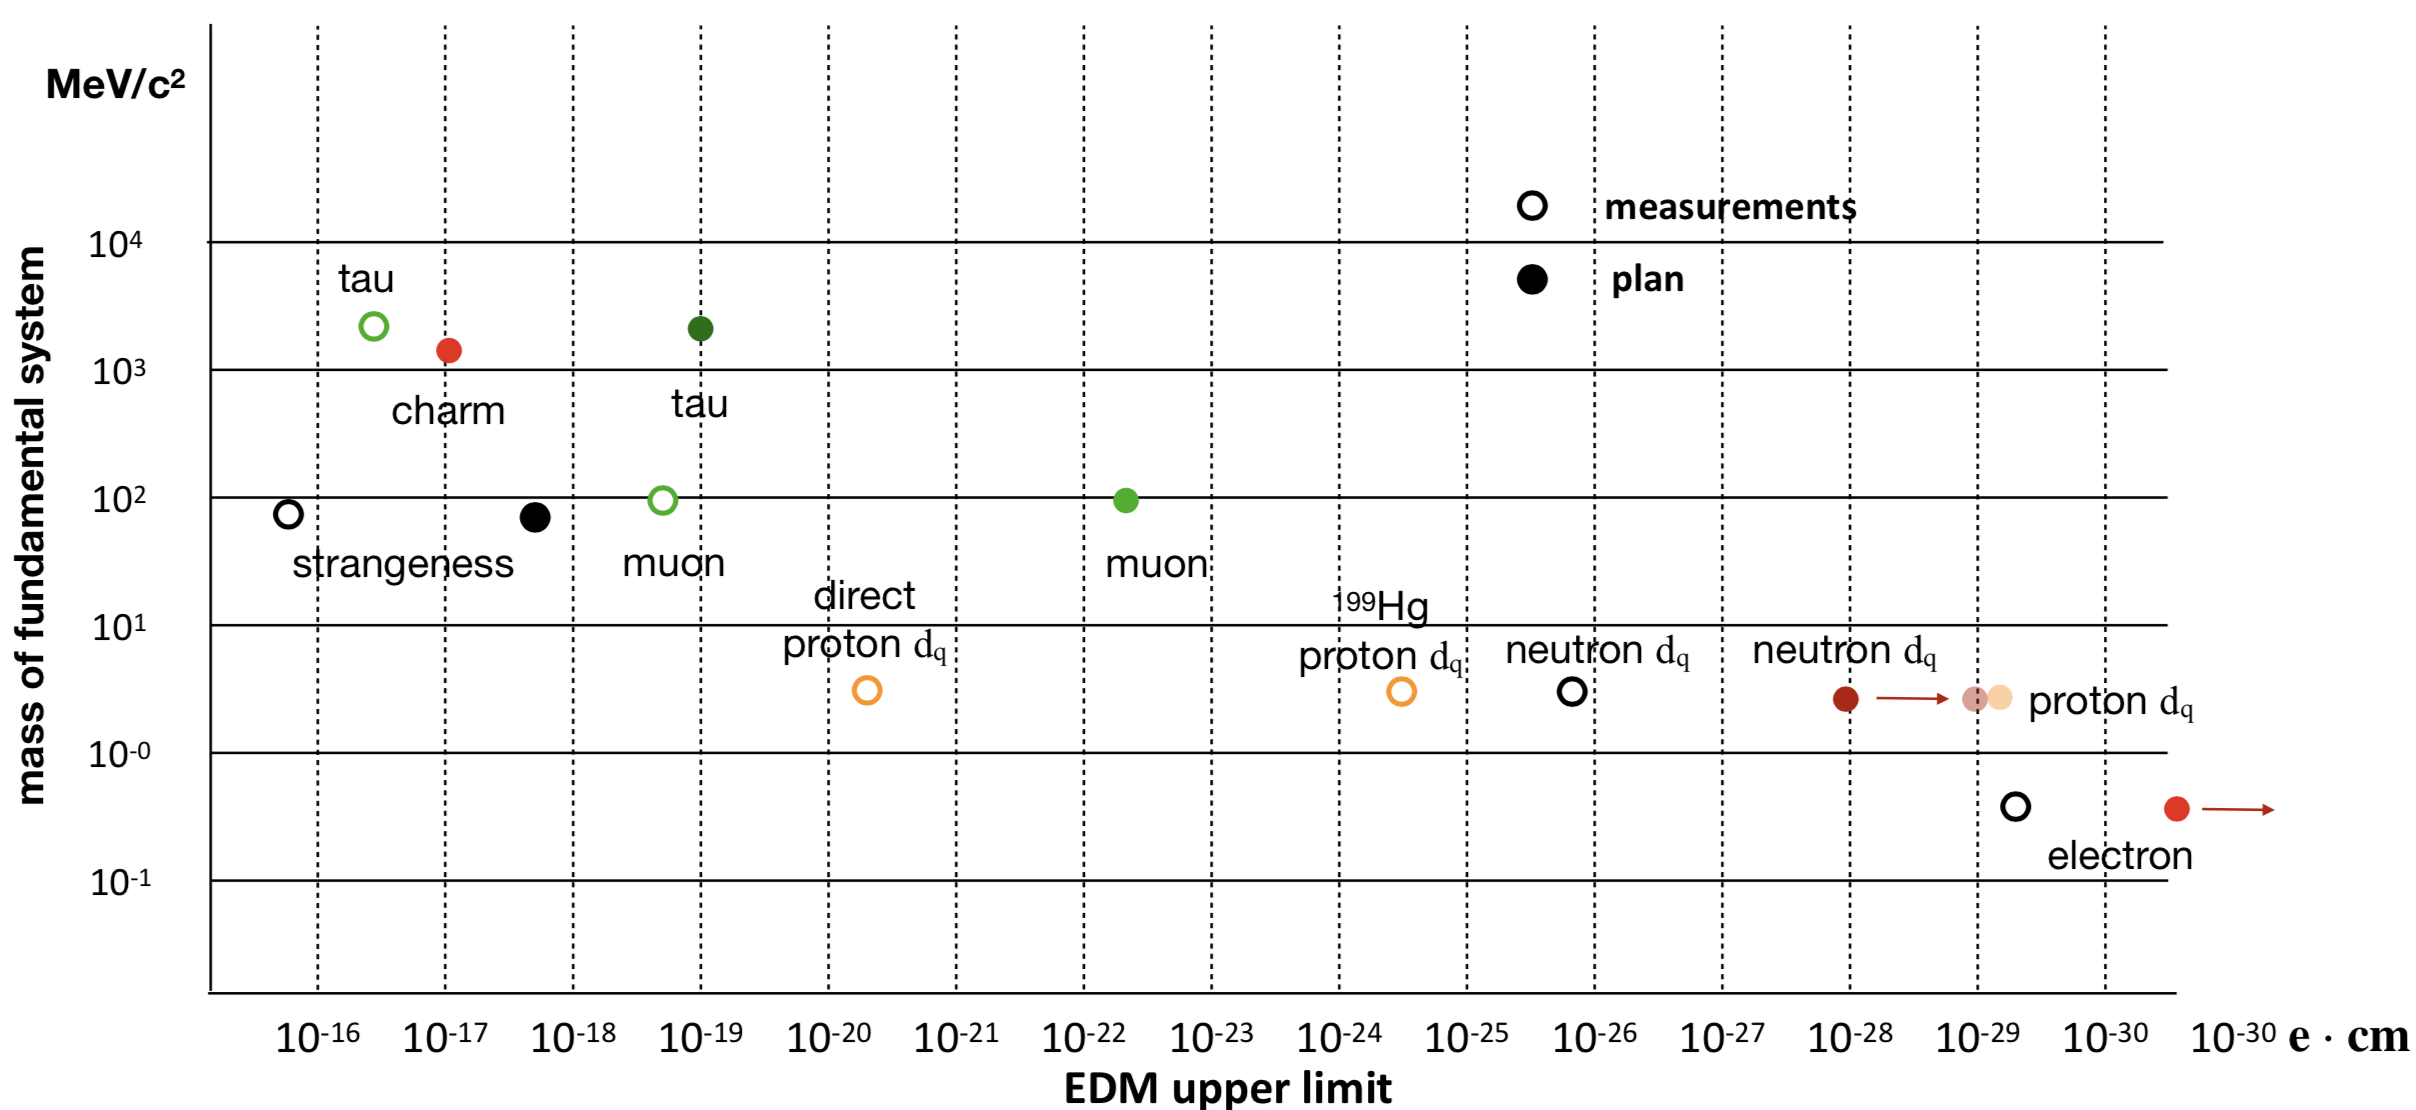 MeV/c²
measurements
10⁴
tau
plan
10³
charm
tau
10²
strangeness
muon
muon
direct
proton d_q
¹⁹⁹Hg
proton d_q
10¹
neutron d_q
neutron d_q
proton d_q
10⁻⁰
electron
10⁻¹
mass of fundamental system
10⁻¹⁶ 10⁻¹⁷ 10⁻¹⁸ 10⁻¹⁹ 10⁻²⁰ 10⁻²¹ 10⁻²² 10⁻²³ 10⁻²⁴ 10⁻²⁵ 10⁻²⁶ 10⁻²⁷ 10⁻²⁸ 10⁻²⁹ 10⁻³⁰ 10⁻³⁰ e · cm
EDM upper limit